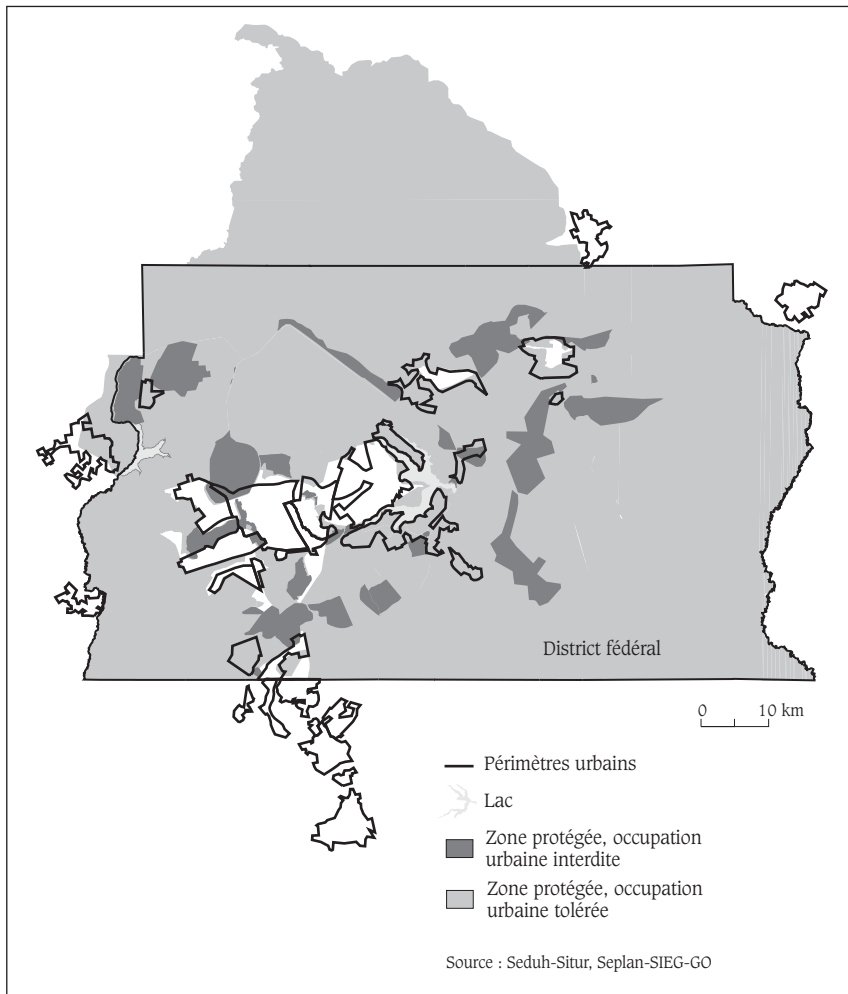 District fédéral
0 10 km
Périmètres urbains
Lac
Zone protégée, occupation
urbaine interdite
Zone protégée, occupation
urbaine tolérée
Source : Seduh-Situr, Seplan-SIEG-GO